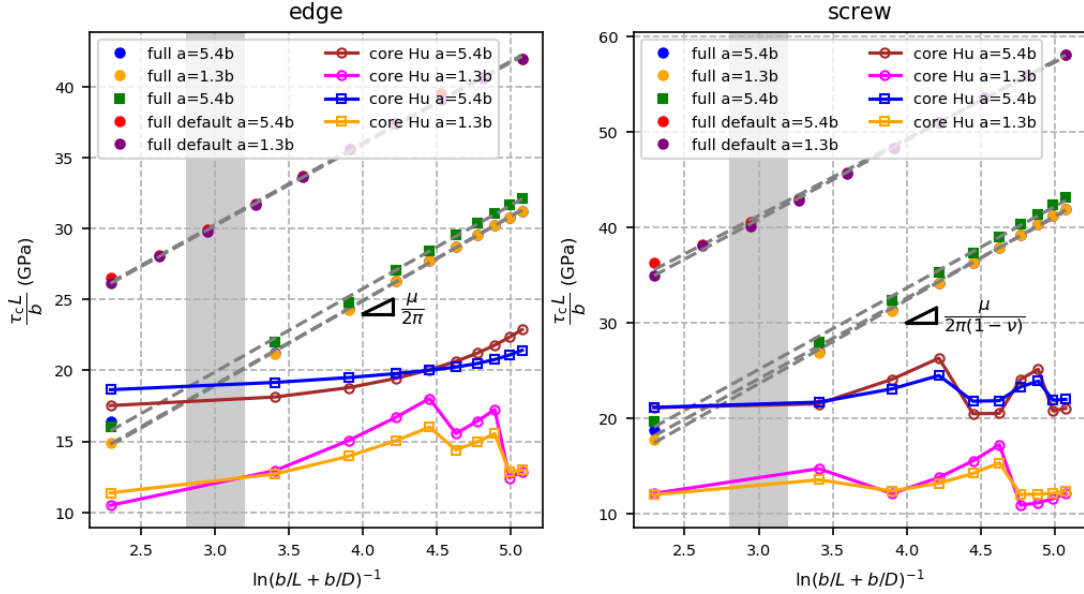 edge
full a=5.4b
full a=1.3b
full a=5.4b
full default a=5.4b
full default a=1.3b
core Hu a=5.4b
core Hu a=1.3b
core Hu a=5.4b
core Hu a=1.3b
40
35
30
25
20
15
10
τ_c L / b (GPa)
μ / 2π
2.5 3.0 3.5 4.0 4.5 5.0
ln(b/L + b/D)⁻¹
screw
full a=5.4b
full a=1.3b
full a=5.4b
full default a=5.4b
full default a=1.3b
core Hu a=5.4b
core Hu a=1.3b
core Hu a=5.4b
core Hu a=1.3b
60
50
40
30
20
10
τ_c L / b (GPa)
μ / 2π(1 − ν)
2.5 3.0 3.5 4.0 4.5 5.0
ln(b/L + b/D)⁻¹